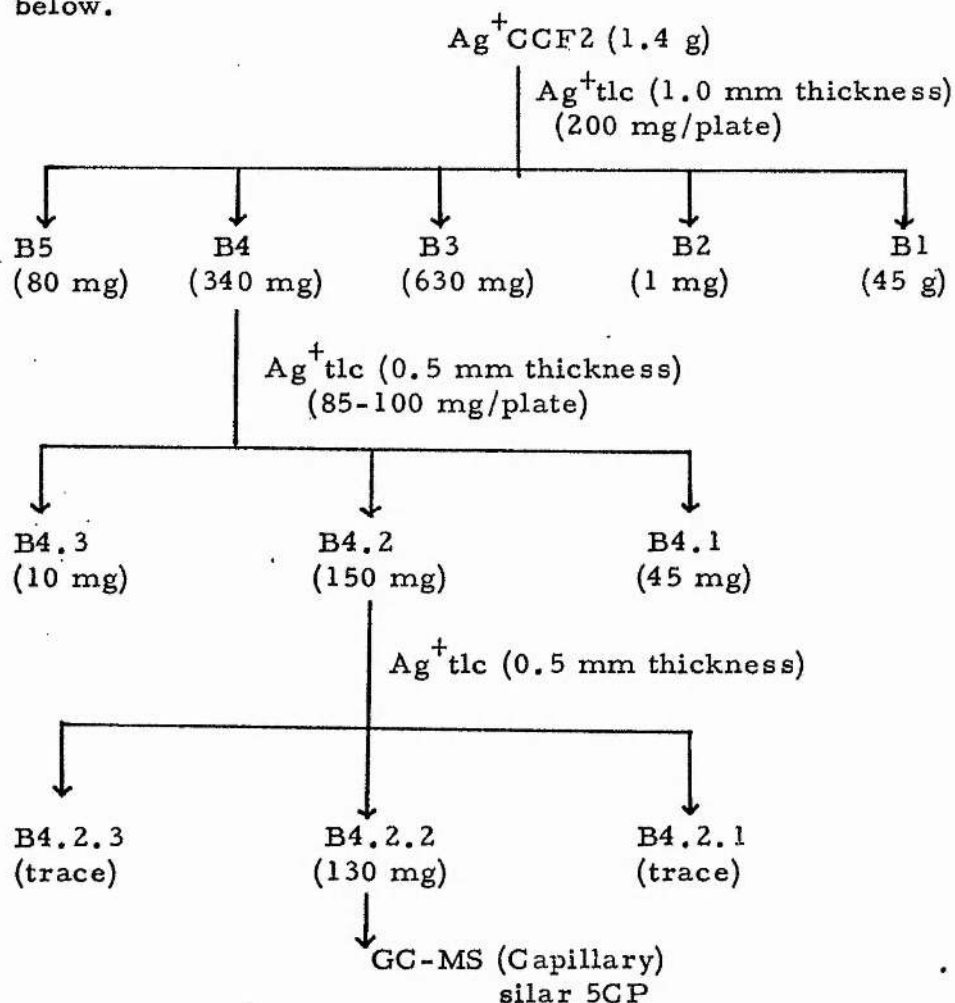 below.
Ag⁺CCF2 (1.4 g)
Ag⁺tlc (1.0 mm thickness)
(200 mg/plate)
B5 B4 B3 B2 B1
(80 mg) (340 mg) (630 mg) (1 mg) (45 g)
Ag⁺tlc (0.5 mm thickness)
(85-100 mg/plate)
B4.3 B4.2 B4.1
(10 mg) (150 mg) (45 mg)
Ag⁺tlc (0.5 mm thickness)
B4.2.3 B4.2.2 B4.2.1
(trace) (130 mg) (trace)
GC-MS (Capillary)
silar 5CP